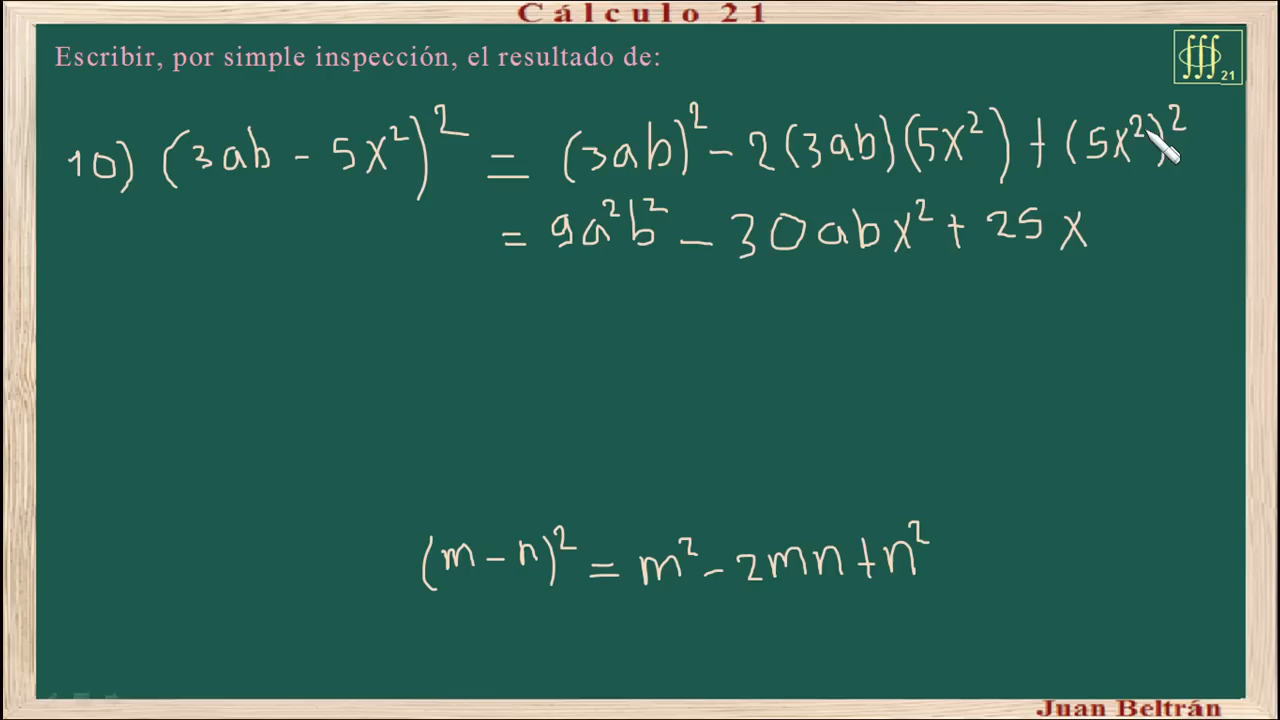 Cálculo 21
Escribir, por simple inspección, el resultado de:
∭ 21
10) (3ab - 5x²)² = (3ab)² - 2(3ab)(5x²) + (5x²)²
= 9a²b² - 30abx² + 25x
(m - n)² = m² - 2mn + n²
Juan Beltrán